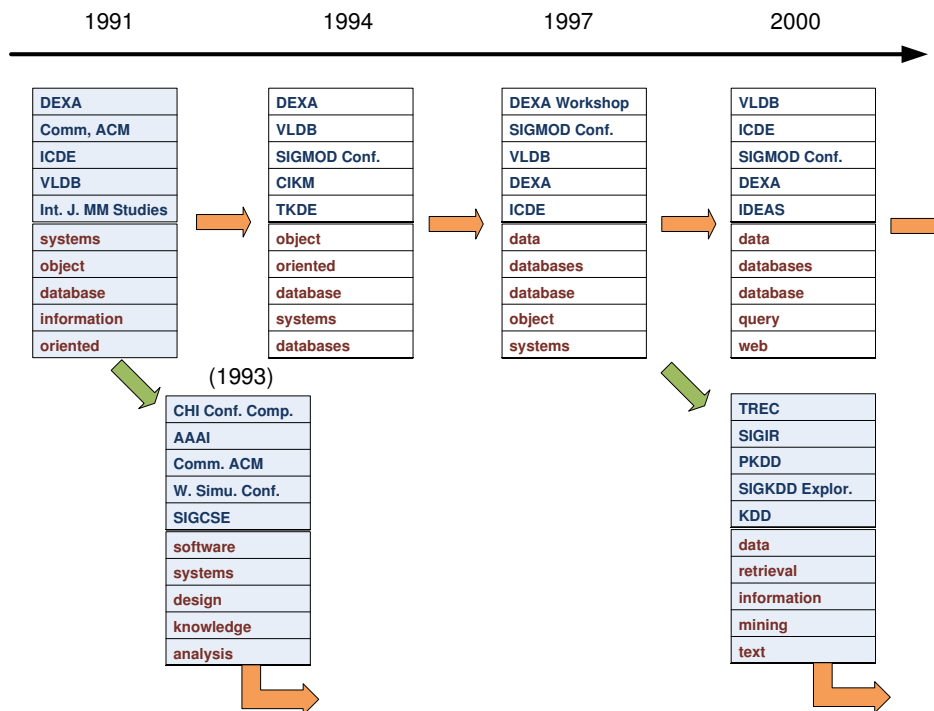 1991
1994
1997
2000
DEXA
Comm, ACM
ICDE
VLDB
Int. J. MM Studies
systems
object
database
information
oriented
DEXA
VLDB
SIGMOD Conf.
CIKM
TKDE
object
oriented
database
systems
databases
DEXA Workshop
SIGMOD Conf.
VLDB
DEXA
ICDE
data
databases
database
object
systems
VLDB
ICDE
SIGMOD Conf.
DEXA
IDEAS
data
databases
database
query
web
(1993)
CHI Conf. Comp.
AAAI
Comm. ACM
W. Simu. Conf.
SIGCSE
software
systems
design
knowledge
analysis
TREC
SIGIR
PKDD
SIGKDD Explor.
KDD
data
retrieval
information
mining
text